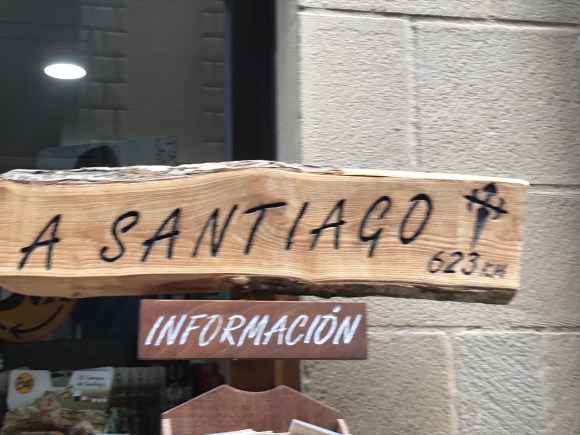 A SANTIAGO
623 KM
INFORMACIÓN